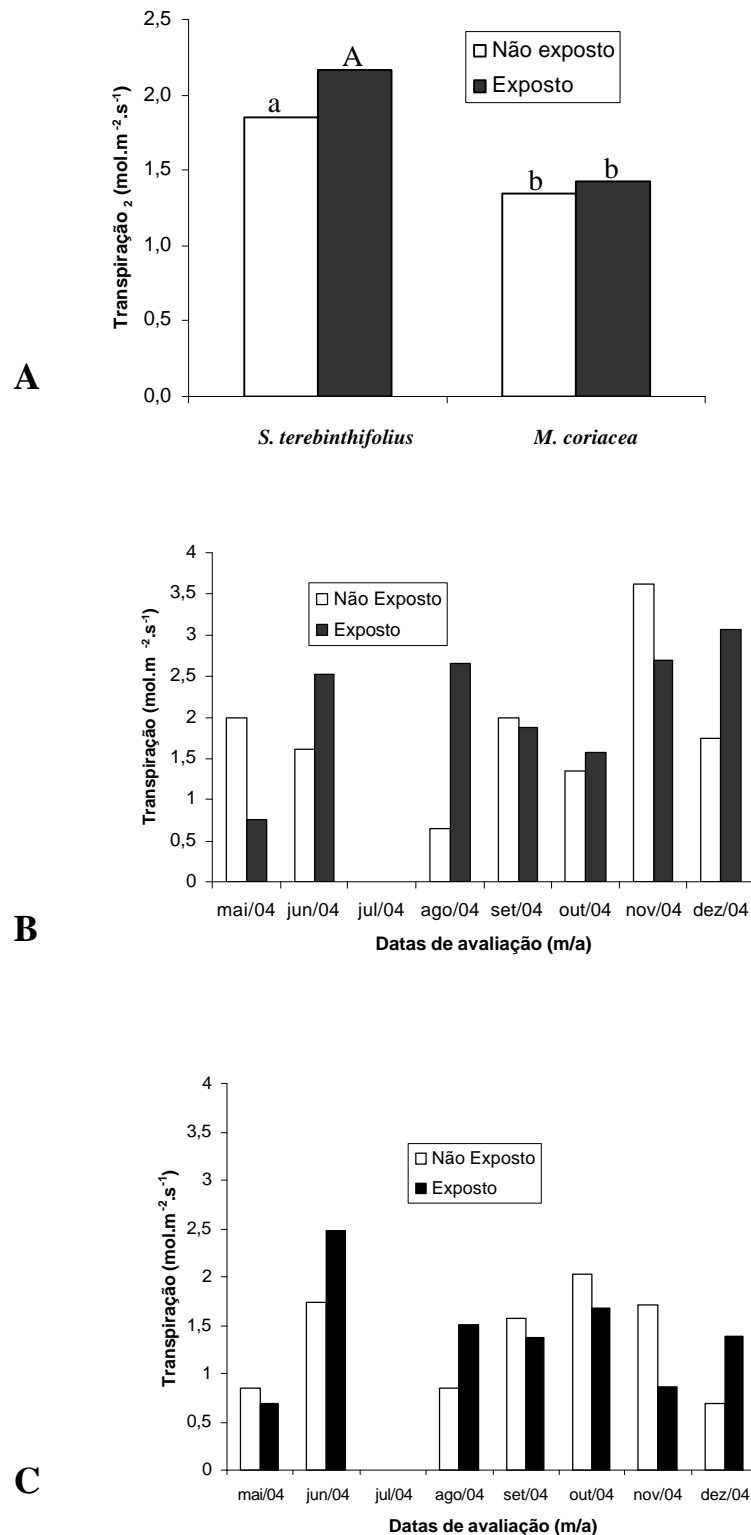 2,5
2,0
1,5
1,0
0,5
0,0
Transpiração ₂ (mol.m⁻².s⁻¹)
Não exposto
Exposto
a
A
b
b
S. terebinthifolius
M. coriacea
A
4
3,5
3
2,5
2
1,5
1
0,5
0
Transpiração (mol.m⁻².s⁻¹)
Não Exposto
Exposto
mai/04 jun/04 jul/04 ago/04 set/04 out/04 nov/04 dez/04
Datas de avaliação (m/a)
B
4
3,5
3
2,5
2
1,5
1
0,5
0
Transpiração (mol.m⁻².s⁻¹)
Não Exposto
Exposto
mai/04 jun/04 jul/04 ago/04 set/04 out/04 nov/04 dez/04
Datas de avaliação (m/a)
C